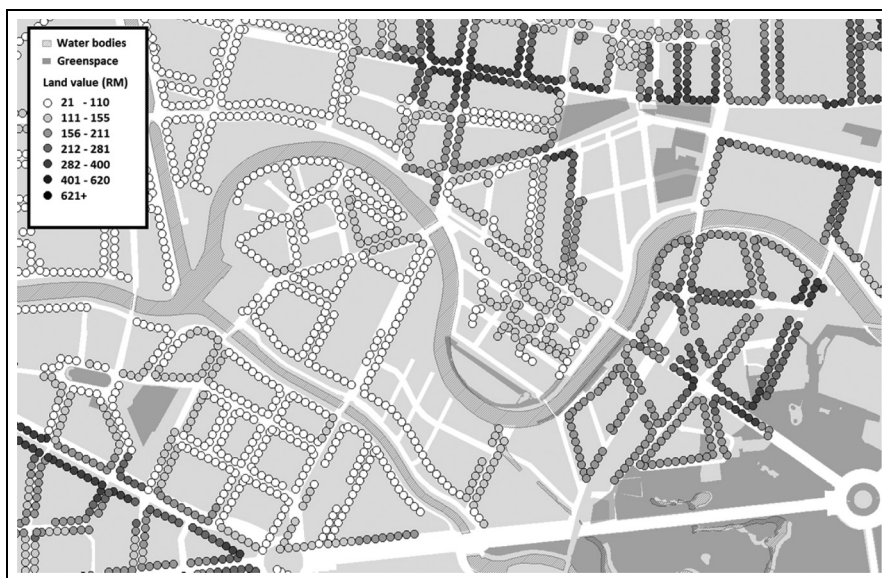 Water bodies
Greenspace
Land value (RM)
21 - 110
111 - 155
156 - 211
212 - 281
282 - 400
401 - 620
621+